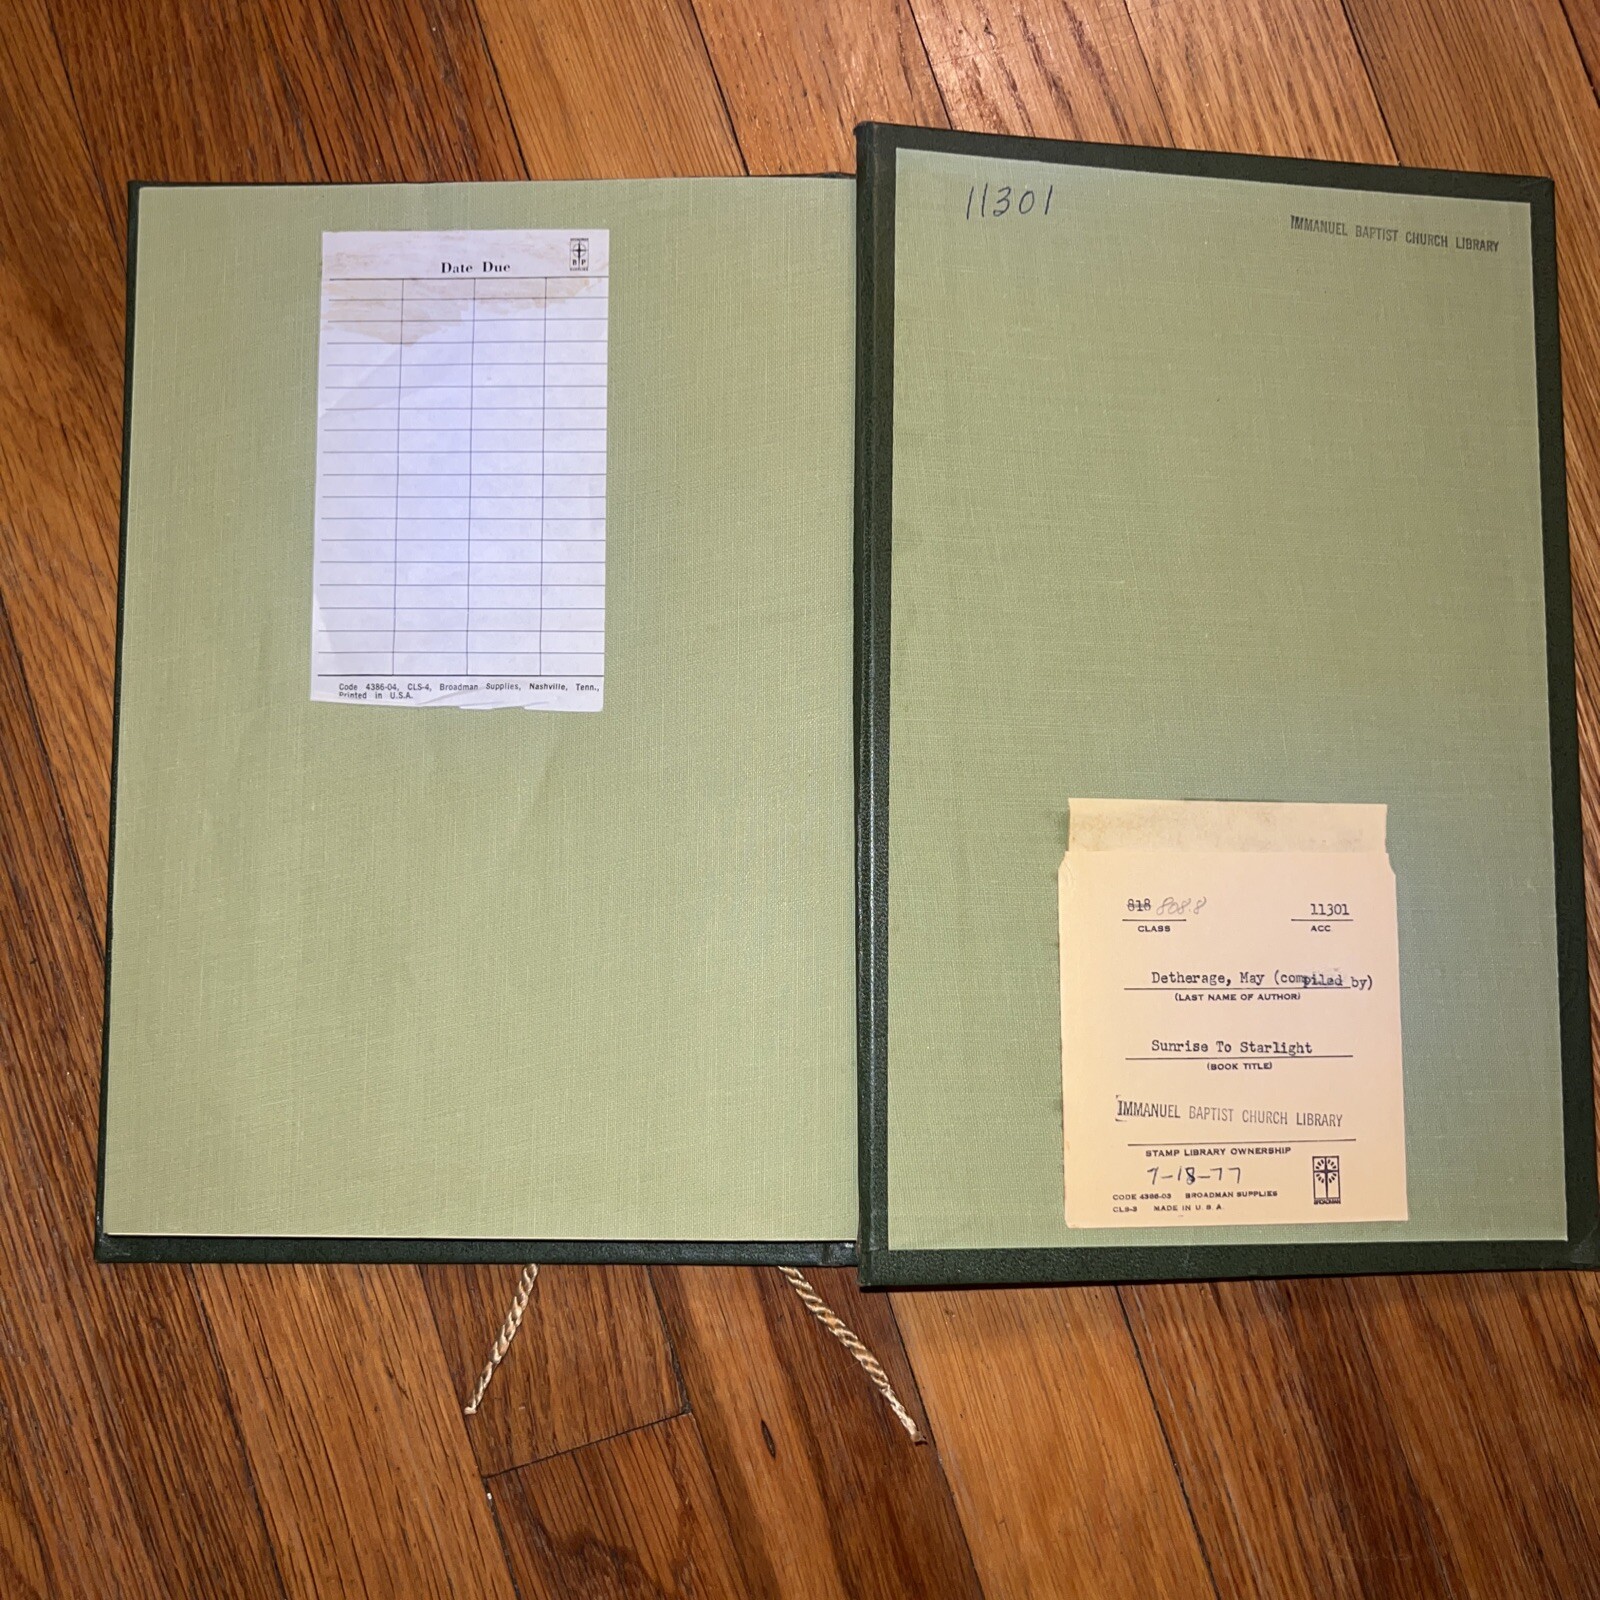 Date Due
B P
Code 4386-04, CLS-4, Broadman Supplies, Nashville, Tenn.,
Printed in U.S.A.
11301
IMMANUEL BAPTIST CHURCH LIBRARY
818 808.8
CLASS
11301
ACC
Detherage, May (compiled by)
(LAST NAME OF AUTHOR)
Sunrise To Starlight
(BOOK TITLE)
IMMANUEL BAPTIST CHURCH LIBRARY
STAMP LIBRARY OWNERSHIP
7-18-77
CODE 4386-03 BROADMAN SUPPLIES
CLS-3 MADE IN U.S.A.
BROADMAN